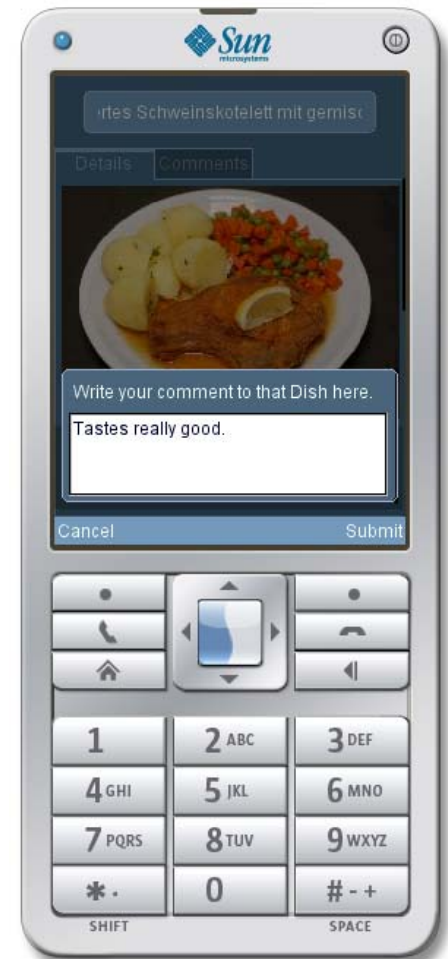 Sun
microsystems
rtes Schweinskotelett mit gemisc
Details Comments
Write your comment to that Dish here.
Tastes really good.
Cancel Submit
1 2 ABC 3 DEF
4 GHI 5 JKL 6 MNO
7 PQRS 8 TUV 9 WXYZ
* . 0 # - +
SHIFT SPACE